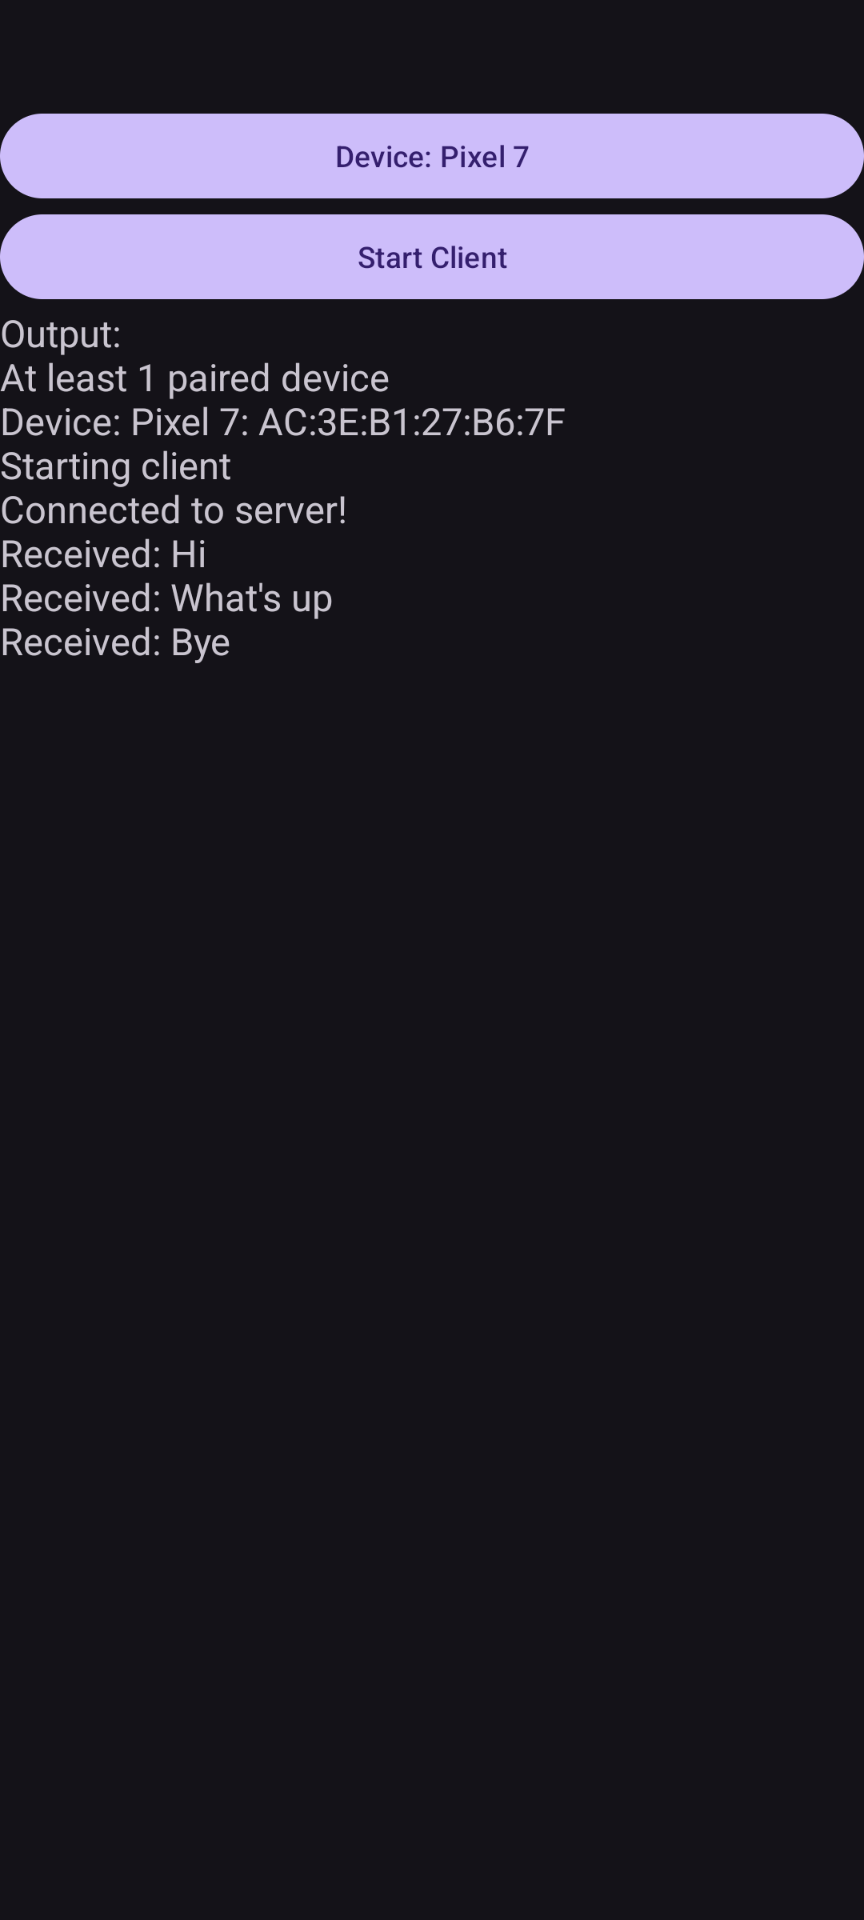 Device: Pixel 7
Start Client
Output:
At least 1 paired device
Device: Pixel 7: AC:3E:B1:27:B6:7F
Starting client
Connected to server!
Received: Hi
Received: What's up
Received: Bye